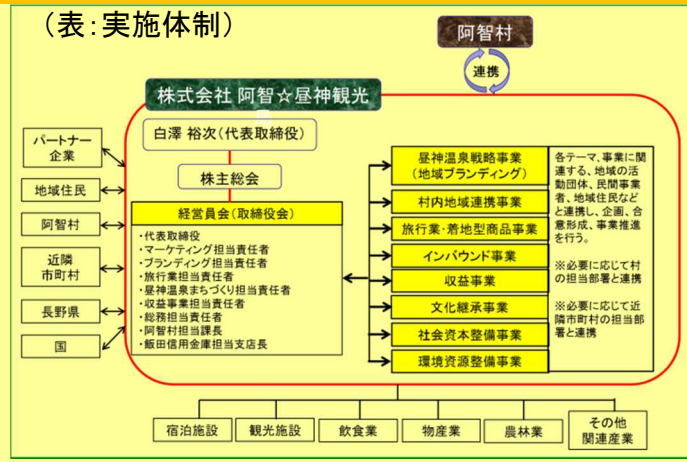 （表：実施体制）
阿智村
連携
株式会社 阿智☆昼神観光
白澤 裕次（代表取締役）
株主総会
経営員会（取締役会）
・代表取締役
・マーケティング担当責任者
・ブランディング担当責任者
・旅行業担当責任者
・昼神温泉まちづくり担当責任者
・収益事業担当責任者
・総務担当責任者
・阿智村担当課長
・飯田信用金庫担当支店長
パートナー
企業
地域住民
阿智村
近隣
市町村
長野県
国
昼神温泉戦略事業
（地域ブランディング）
村内地域連携事業
旅行業・着地型商品事業
インバウンド事業
収益事業
文化継承事業
社会資本整備事業
環境資源整備事業
各テーマ、事業に関
連する、地域の活
動団体、民間事業
者、地域住民など
と連携し、企画、合
意形成、事業推進
を行う。
※必要に応じて村
の担当部署と連携
※必要に応じて近
隣市町村の担当部
署と連携
宿泊施設
観光施設
飲食業
物産業
農林業
その他
関連産業